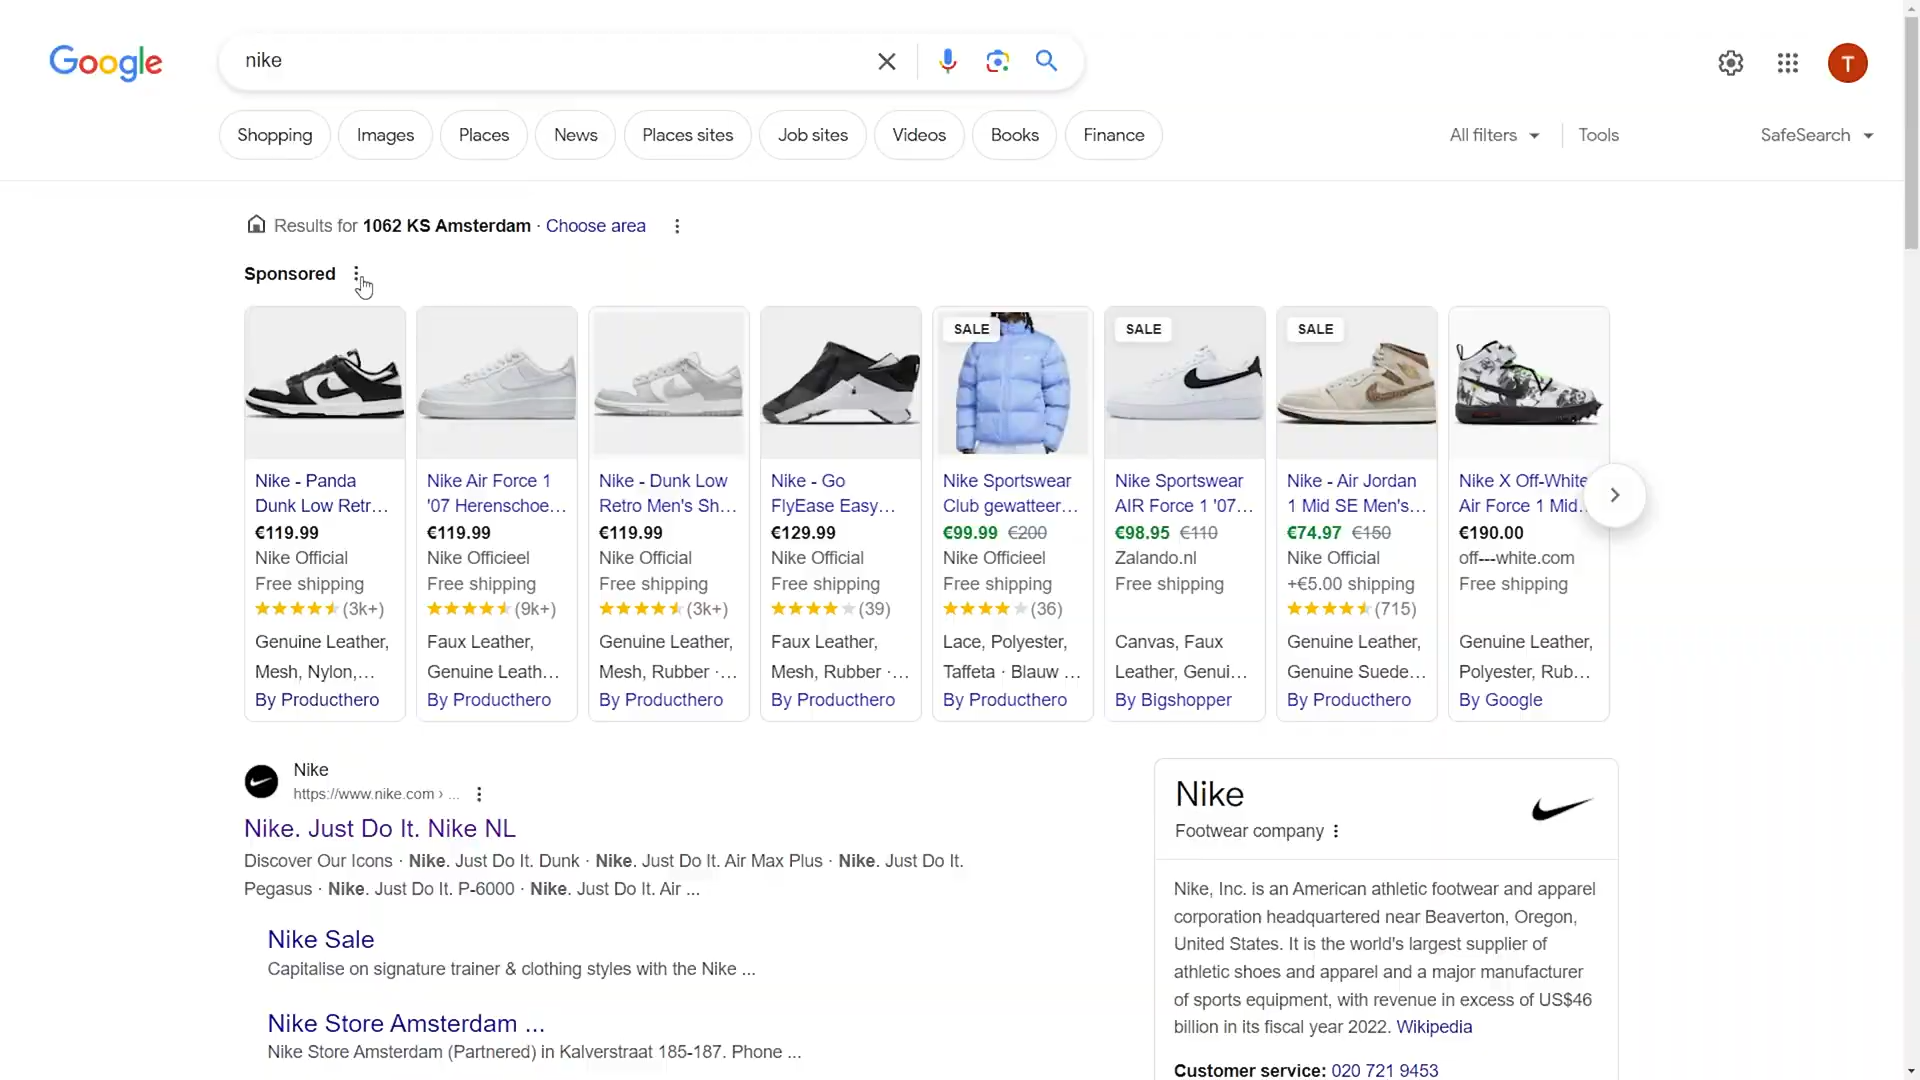 Google
nike
T
Shopping
Images
Places
News
Places sites
Job sites
Videos
Books
Finance
All filters
Tools
SafeSearch
Results for 1062 KS Amsterdam · Choose area
Sponsored
Nike - Panda
Dunk Low Retr...
€119.99
Nike Official
Free shipping
(3k+)
Genuine Leather,
Mesh, Nylon,...
By Producthero
Nike Air Force 1
'07 Herenschoe...
€119.99
Nike Officieel
Free shipping
(9k+)
Faux Leather,
Genuine Leath...
By Producthero
Nike - Dunk Low
Retro Men's Sh...
€119.99
Nike Official
Free shipping
(3k+)
Genuine Leather,
Mesh, Rubber ·...
By Producthero
Nike - Go
FlyEase Easy...
€129.99
Nike Official
Free shipping
(39)
Faux Leather,
Mesh, Rubber ·...
By Producthero
SALE
Nike Sportswear
Club gewatteer...
€99.99 €200
Nike Officieel
Free shipping
(36)
Lace, Polyester,
Taffeta · Blauw ...
By Producthero
SALE
Nike Sportswear
AIR Force 1 '07...
€98.95 €110
Zalando.nl
Free shipping
Canvas, Faux
Leather, Genui...
By Bigshopper
SALE
Nike - Air Jordan
1 Mid SE Men's...
€74.97 €150
Nike Official
+€5.00 shipping
(715)
Genuine Leather,
Genuine Suede...
By Producthero
Nike X Off-White
Air Force 1 Mid...
€190.00
off---white.com
Free shipping
Genuine Leather,
Polyester, Rub...
By Google
Nike
https://www.nike.com › ...
Nike. Just Do It. Nike NL
Discover Our Icons · Nike. Just Do It. Dunk · Nike. Just Do It. Air Max Plus · Nike. Just Do It.
Pegasus · Nike. Just Do It. P-6000 · Nike. Just Do It. Air ...
Nike Sale
Capitalise on signature trainer & clothing styles with the Nike ...
Nike Store Amsterdam ...
Nike Store Amsterdam (Partnered) in Kalverstraat 185-187. Phone ...
Nike
Footwear company
Nike, Inc. is an American athletic footwear and apparel
corporation headquartered near Beaverton, Oregon,
United States. It is the world's largest supplier of
athletic shoes and apparel and a major manufacturer
of sports equipment, with revenue in excess of US$46
billion in its fiscal year 2022. Wikipedia
Customer service: 020 721 9453